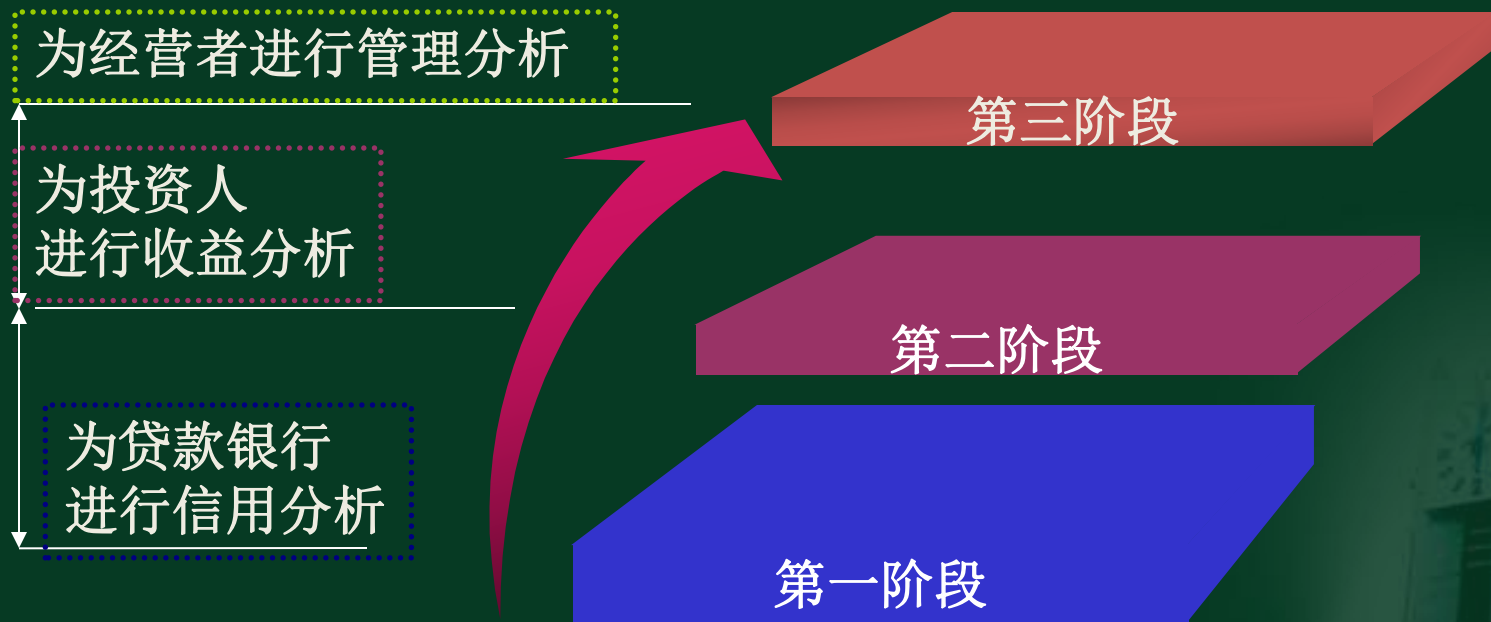 为经营者进行管理分析
第三阶段
为投资人
进行收益分析
第二阶段
为贷款银行
进行信用分析
第一阶段